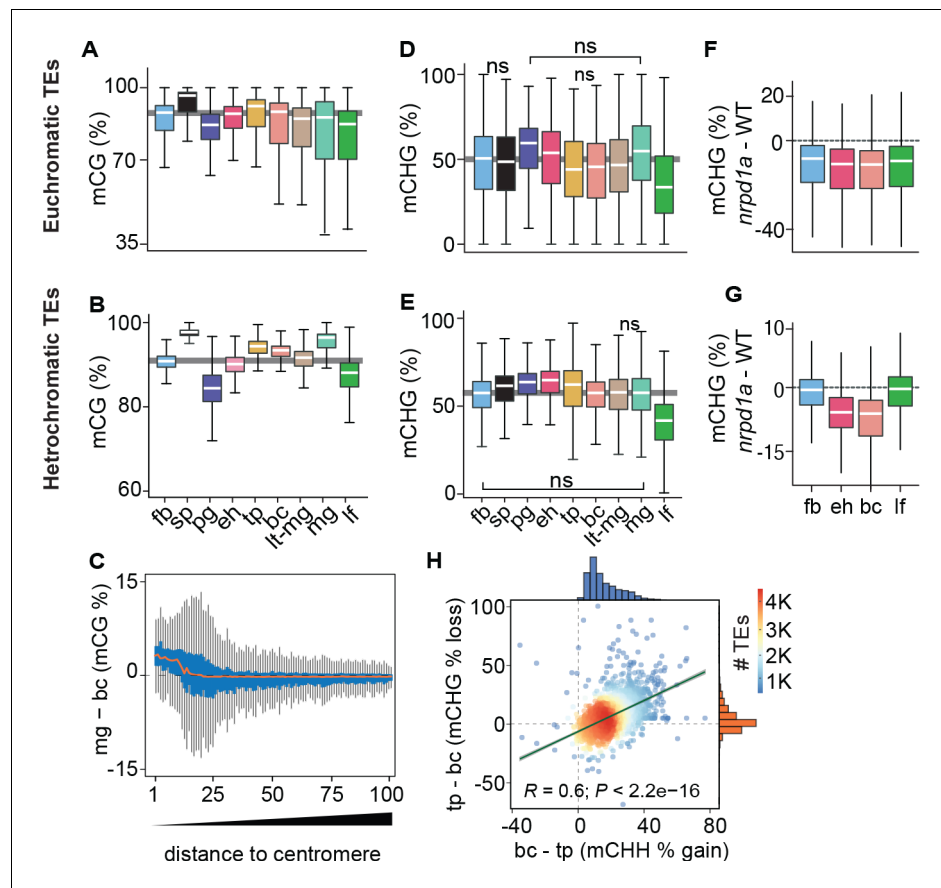 A
D
F
Euchromatic TEs
mCG (%)
100
70
35
mCHG (%)
100
50
0
ns
ns
ns
mCHG (%)
nrpd1a - WT
20
0
-40
B
E
G
Hetrochromatic TEs
mCG (%)
100
90
60
fb
sp
pg
eh
tp
bc
lt-mg
mg
lf
mCHG (%)
100
50
0
ns
ns
fb
sp
pg
eh
tp
bc
lt-mg
mg
lf
mCHG (%)
nrpd1a - WT
10
0
-15
fb
eh
bc
lf
C
mg – bc (mCG %)
15
0
-15
1
25
50
75
100
distance to centromere
H
tp - bc (mCHG % loss)
100
50
0
-50
R = 0.6; P < 2.2e−16
-40
0
40
80
bc - tp (mCHH % gain)
# TEs
4K
3K
2K
1K